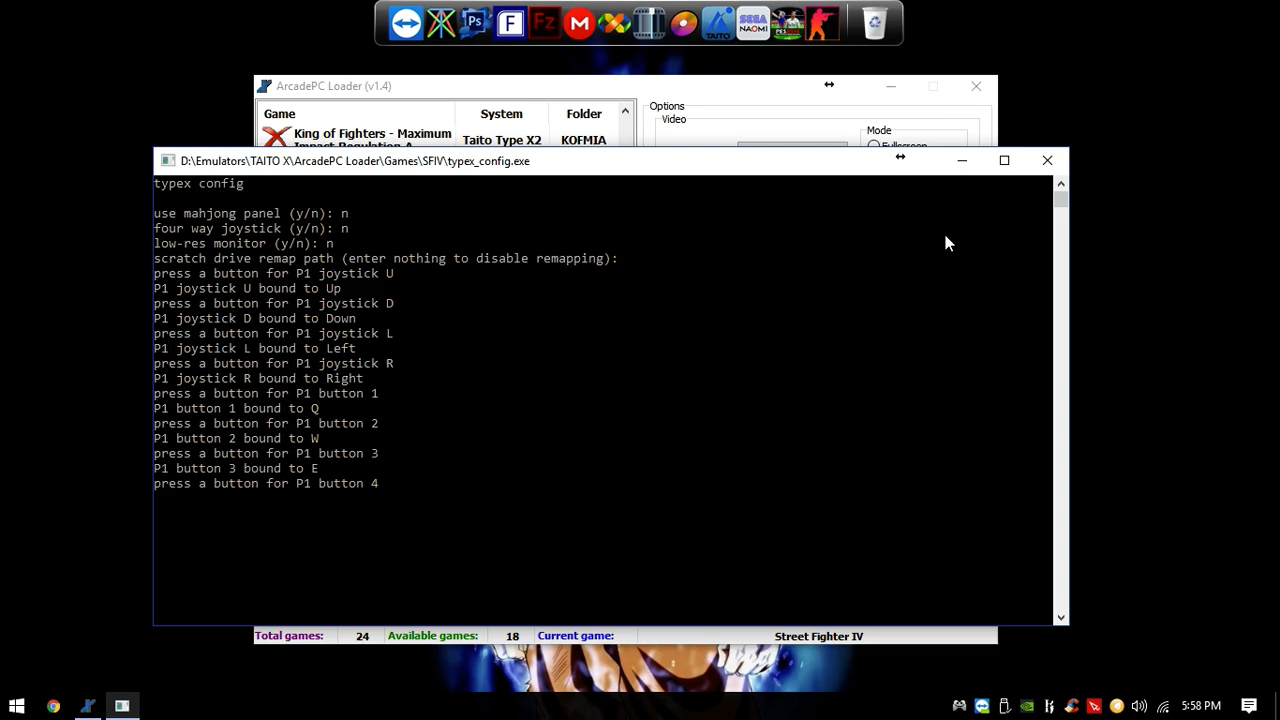 Ps
F
Fz
M
TAITO
SEGA
NAOMI
ArcadePC Loader (v1.4)
Game
System
Folder
King of Fighters - Maximum
Taito Type X2
KOFMIA
Options
Video
Mode
D:\Emulators\TAITO X\ArcadePC Loader\Games\SFIV\typex_config.exe
typex config
use mahjong panel (y/n): n
four way joystick (y/n): n
low-res monitor (y/n): n
scratch drive remap path (enter nothing to disable remapping):
press a button for P1 joystick U
P1 joystick U bound to Up
press a button for P1 joystick D
P1 joystick D bound to Down
press a button for P1 joystick L
P1 joystick L bound to Left
press a button for P1 joystick R
P1 joystick R bound to Right
press a button for P1 button 1
P1 button 1 bound to Q
press a button for P1 button 2
P1 button 2 bound to W
press a button for P1 button 3
P1 button 3 bound to E
press a button for P1 button 4
Total games: 24 Available games: 18 Current game: Street Fighter IV
5:58 PM